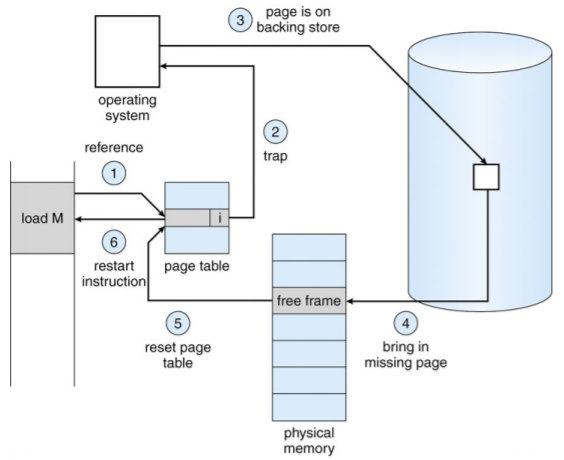 3
page is on
backing store
operating
system
2
trap
reference
1
load M
i
6
restart
instruction
page table
free frame
5
reset page
table
4
bring in
missing page
physical
memory